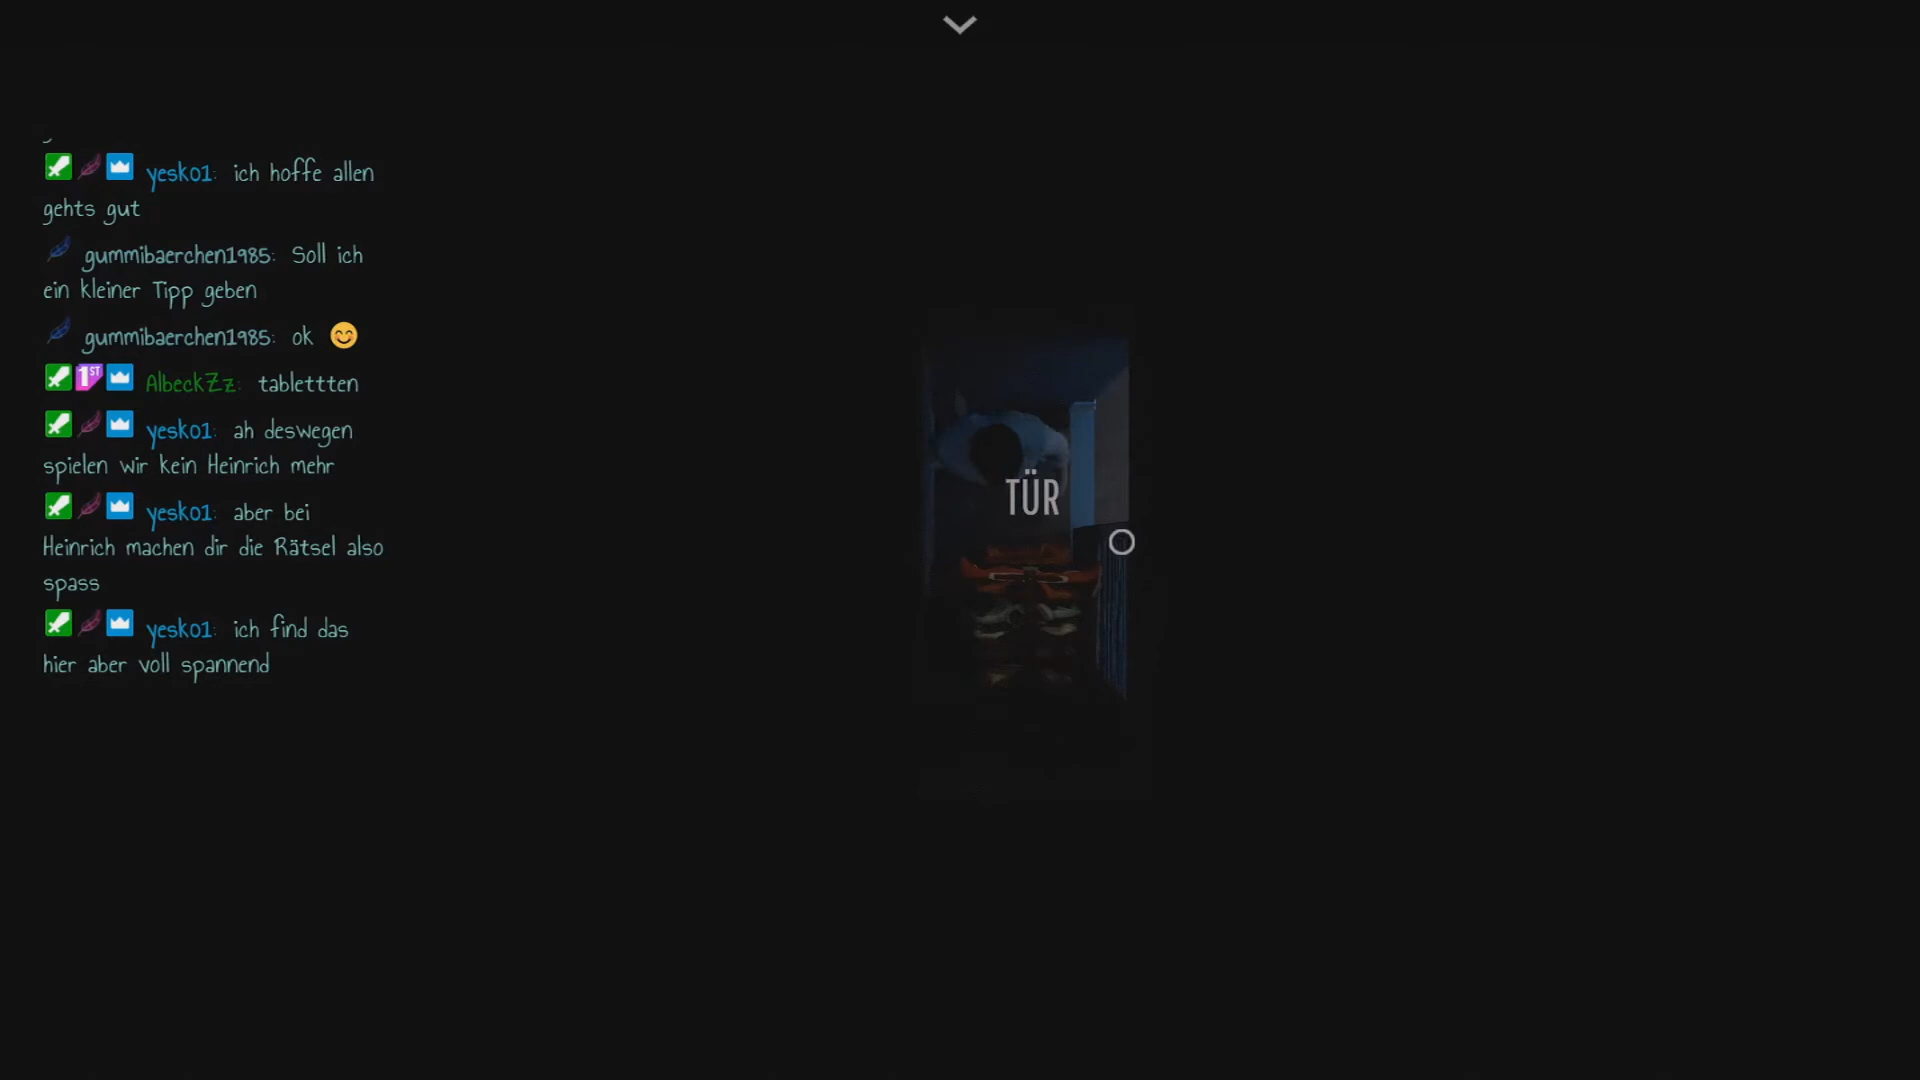 yesko1: ich hoffe allen
gehts gut
gummibaerchen1985: Soll ich
ein kleiner Tipp geben
gummibaerchen1985: ok 😊
1ST AlbeckZz: tablettten
yesko1: ah deswegen
spielen wir kein Heinrich mehr
yesko1: aber bei
Heinrich machen dir die Rätsel also
spass
yesko1: ich find das
hier aber voll spannend
TÜR